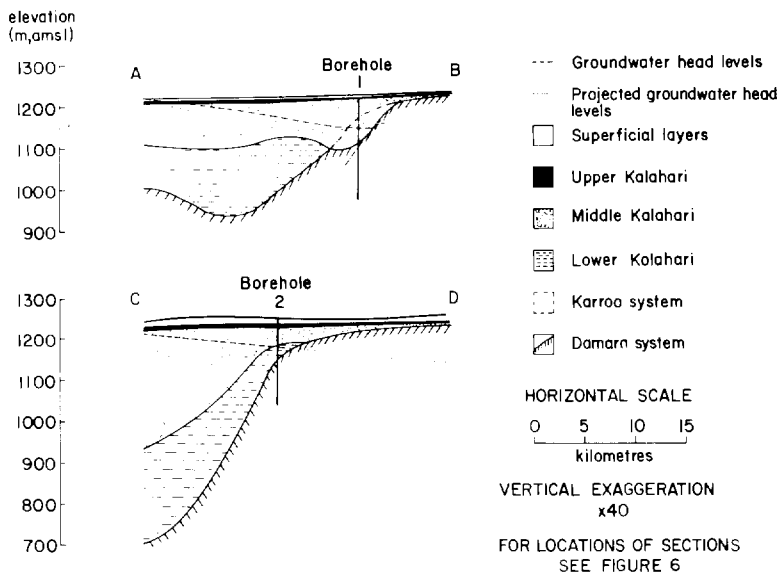 elevation
(m,amsl)
A
Borehole
1
B
1300
1200
1100
1000
900
C
Borehole
2
D
1300
1200
1100
1000
900
800
700
Groundwater head levels
Projected groundwater head
levels
Superficial layers
Upper Kalahari
Middle Kalahari
Lower Kalahari
Karroo system
Damara system
HORIZONTAL SCALE
0 5 10 15
kilometres
VERTICAL EXAGGERATION
x40
FOR LOCATIONS OF SECTIONS
SEE FIGURE 6